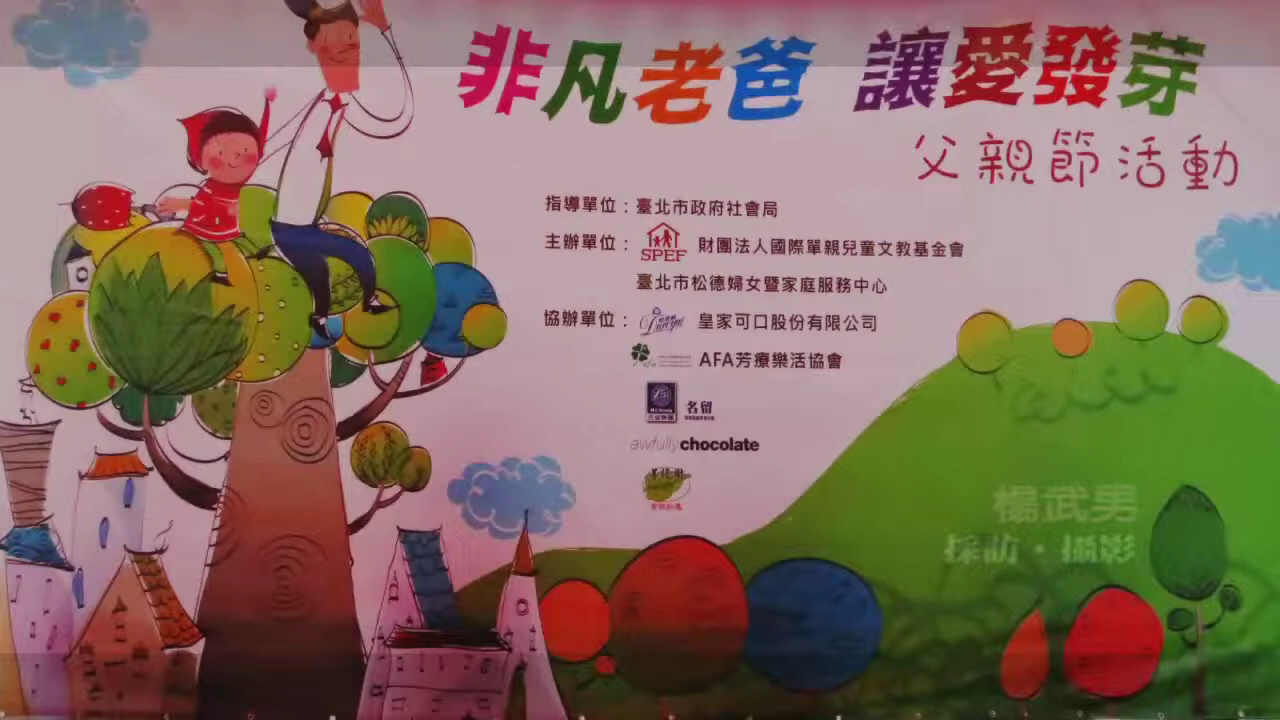 非凡老爸 讓愛發芽
父親節活動
指導單位：臺北市政府社會局
主辦單位： SPEF 財團法人國際單親兒童文教基金會
臺北市松德婦女暨家庭服務中心
協辦單位： 皇家可口股份有限公司
AFA芳療樂活協會
名留
awfullychocolate
楊武男
採訪・攝影